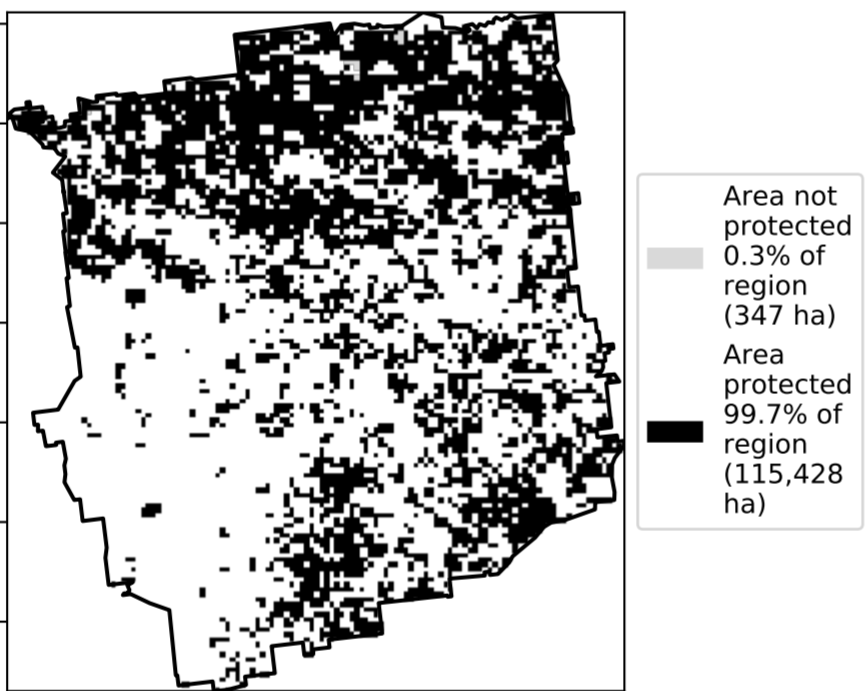 Area not
protected
0.3% of
region
(347 ha)
Area
protected
99.7% of
region
(115,428
ha)